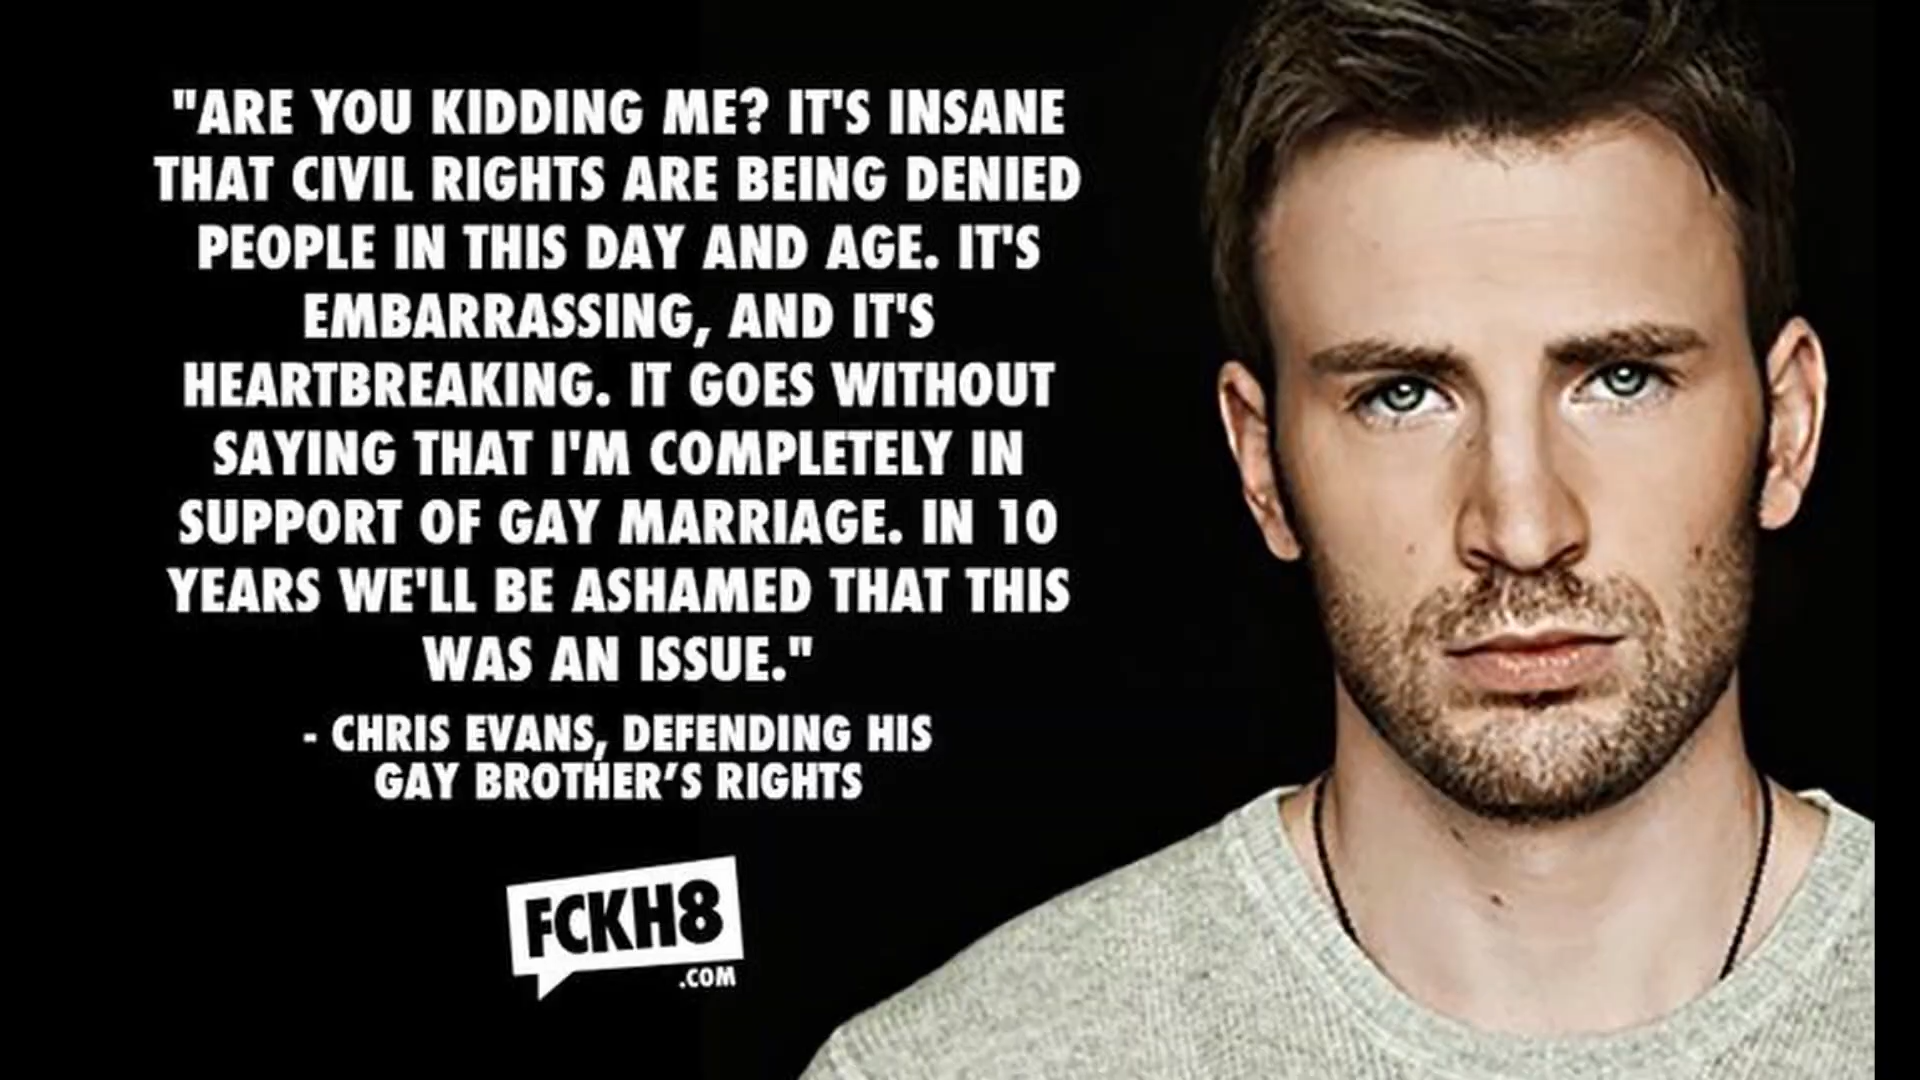 "ARE YOU KIDDING ME? IT'S INSANE
THAT CIVIL RIGHTS ARE BEING DENIED
PEOPLE IN THIS DAY AND AGE. IT'S
EMBARRASSING, AND IT'S
HEARTBREAKING. IT GOES WITHOUT
SAYING THAT I'M COMPLETELY IN
SUPPORT OF GAY MARRIAGE. IN 10
YEARS WE'LL BE ASHAMED THAT THIS
WAS AN ISSUE."
- CHRIS EVANS, DEFENDING HIS
GAY BROTHER’S RIGHTS
FCKH8
.COM